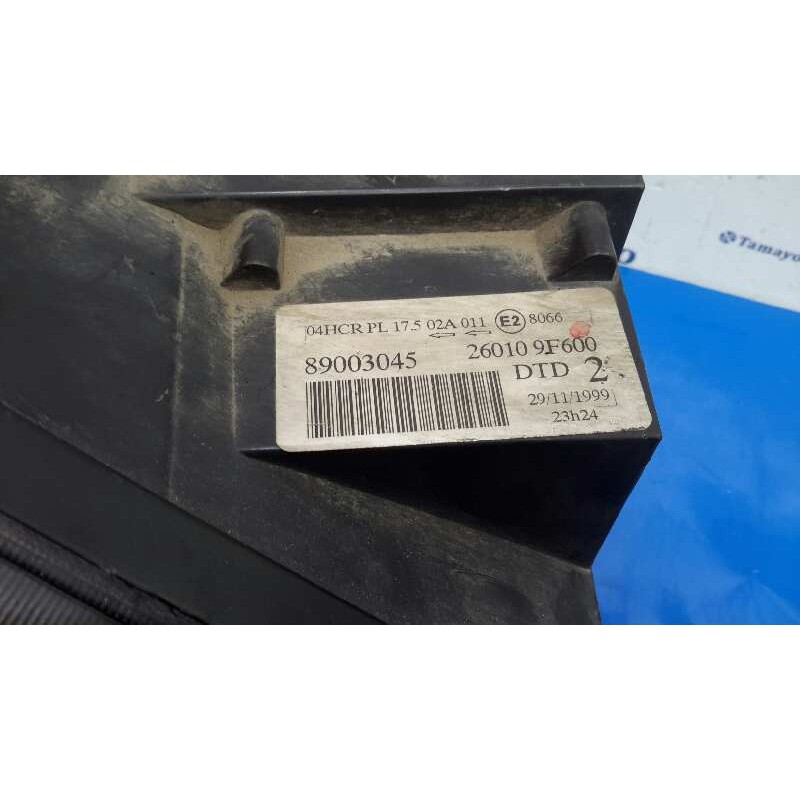 04HCR PL 17.5 02A 011 E2 8066
89003045 26010 9F600
DTD 2
29/11/1999
23h24
Tamayo